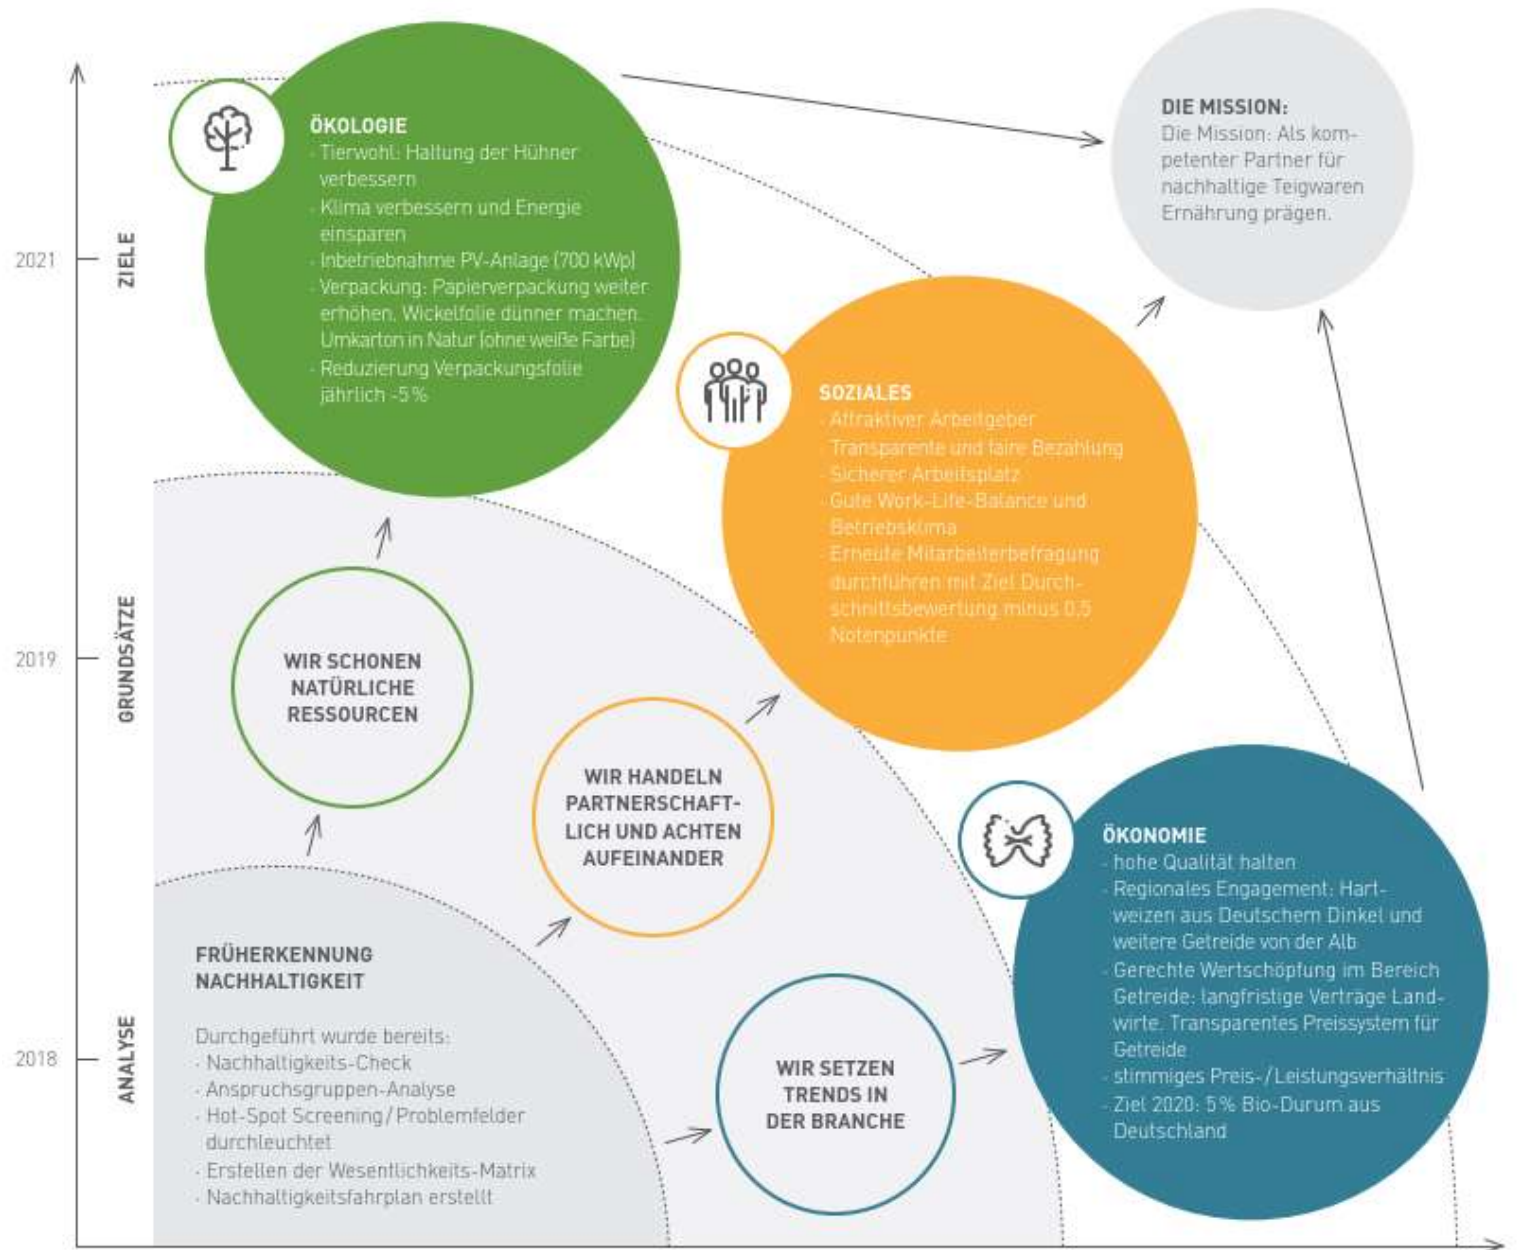 ÖKOLOGIE
· Tierwohl: Haltung der Hühner
verbessern
· Klima verbessern und Energie
einsparen
· Inbetriebnahme PV-Anlage (700 kWp)
· Verpackung: Papierverpackung weiter
erhöhen. Wickelfolie dünner machen.
Umkarton in Natur (ohne weiße Farbe)
· Reduzierung Verpackungsfolie
jährlich -5 %
DIE MISSION:
Die Mission: Als kom-
petenter Partner für
nachhaltige Teigwaren
Ernährung prägen.
2021
ZIELE
SOZIALES
· Attraktiver Arbeitgeber
· Transparente und faire Bezahlung
· Sicherer Arbeitsplatz
· Gute Work-Life-Balance und
Betriebsklima
· Erneute Mitarbeiterbefragung
durchführen mit Ziel Durch-
schnittsbewertung minus 0,5
Notenpunkte
2019
GRUNDSÄTZE
WIR SCHONEN
NATÜRLICHE
RESSOURCEN
WIR HANDELN
PARTNERSCHAFT-
LICH UND ACHTEN
AUFEINANDER
ÖKONOMIE
· hohe Qualität halten
· Regionales Engagement: Hart-
weizen aus Deutschem Dinkel und
weitere Getreide von der Alb
· Gerechte Wertschöpfung im Bereich
Getreide: langfristige Verträge Land-
wirte. Transparentes Preissystem für
Getreide
· stimmiges Preis-/Leistungsverhältnis
· Ziel 2020: 5 % Bio-Durum aus
Deutschland
2018
ANALYSE
FRÜHERKENNUNG
NACHHALTIGKEIT
Durchgeführt wurde bereits:
· Nachhaltigkeits-Check
· Anspruchsgruppen-Analyse
· Hot-Spot Screening/Problemfelder
durchleuchtet
· Erstellen der Wesentlichkeits-Matrix
· Nachhaltigkeitsfahrplan erstellt
WIR SETZEN
TRENDS IN
DER BRANCHE